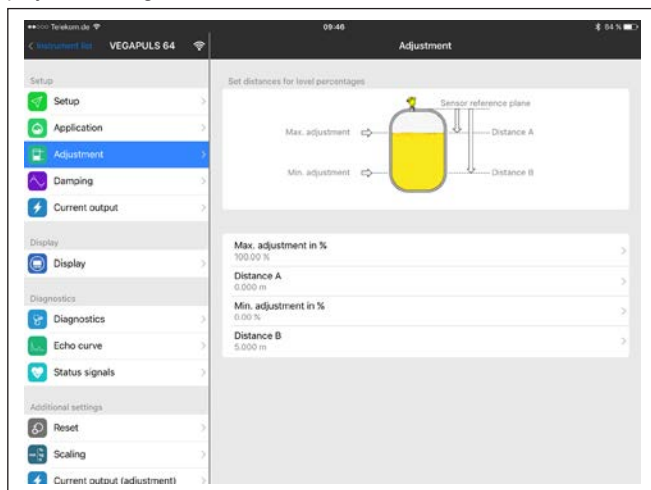 Telekom.de
09:46
84 %
Instrument list
VEGAPULS 64
Adjustment
Setup
Setup
Application
Adjustment
Damping
Current output
Display
Display
Diagnostics
Diagnostics
Echo curve
Status signals
Additional settings
Reset
Scaling
Current output (adjustment)
Set distances for level percentages
Sensor reference plane
Max. adjustment
Distance A
Min. adjustment
Distance B
Max. adjustment in %
100.00 %
Distance A
0.000 m
Min. adjustment in %
0.00 %
Distance B
5.000 m